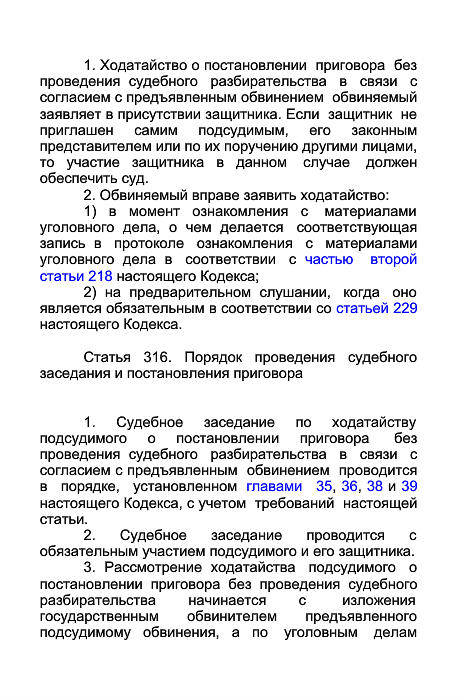 1. Ходатайство о постановлении приговора без
проведения судебного разбирательства в связи с
согласием с предъявленным обвинением обвиняемый
заявляет в присутствии защитника. Если защитник не
приглашен самим подсудимым, его законным
представителем или по их поручению другими лицами,
то участие защитника в данном случае должен
обеспечить суд.
2. Обвиняемый вправе заявить ходатайство:
1) в момент ознакомления с материалами
уголовного дела, о чем делается соответствующая
запись в протоколе ознакомления с материалами
уголовного дела в соответствии с частью второй
статьи 218 настоящего Кодекса;
2) на предварительном слушании, когда оно
является обязательным в соответствии со статьей 229
настоящего Кодекса.
Статья 316. Порядок проведения судебного
заседания и постановления приговора
1. Судебное заседание по ходатайству
подсудимого о постановлении приговора без
проведения судебного разбирательства в связи с
согласием с предъявленным обвинением проводится
в порядке, установленном главами 35, 36, 38 и 39
настоящего Кодекса, с учетом требований настоящей
статьи.
2. Судебное заседание проводится с
обязательным участием подсудимого и его защитника.
3. Рассмотрение ходатайства подсудимого о
постановлении приговора без проведения судебного
разбирательства начинается с изложения
государственным обвинителем предъявленного
подсудимому обвинения, а по уголовным делам